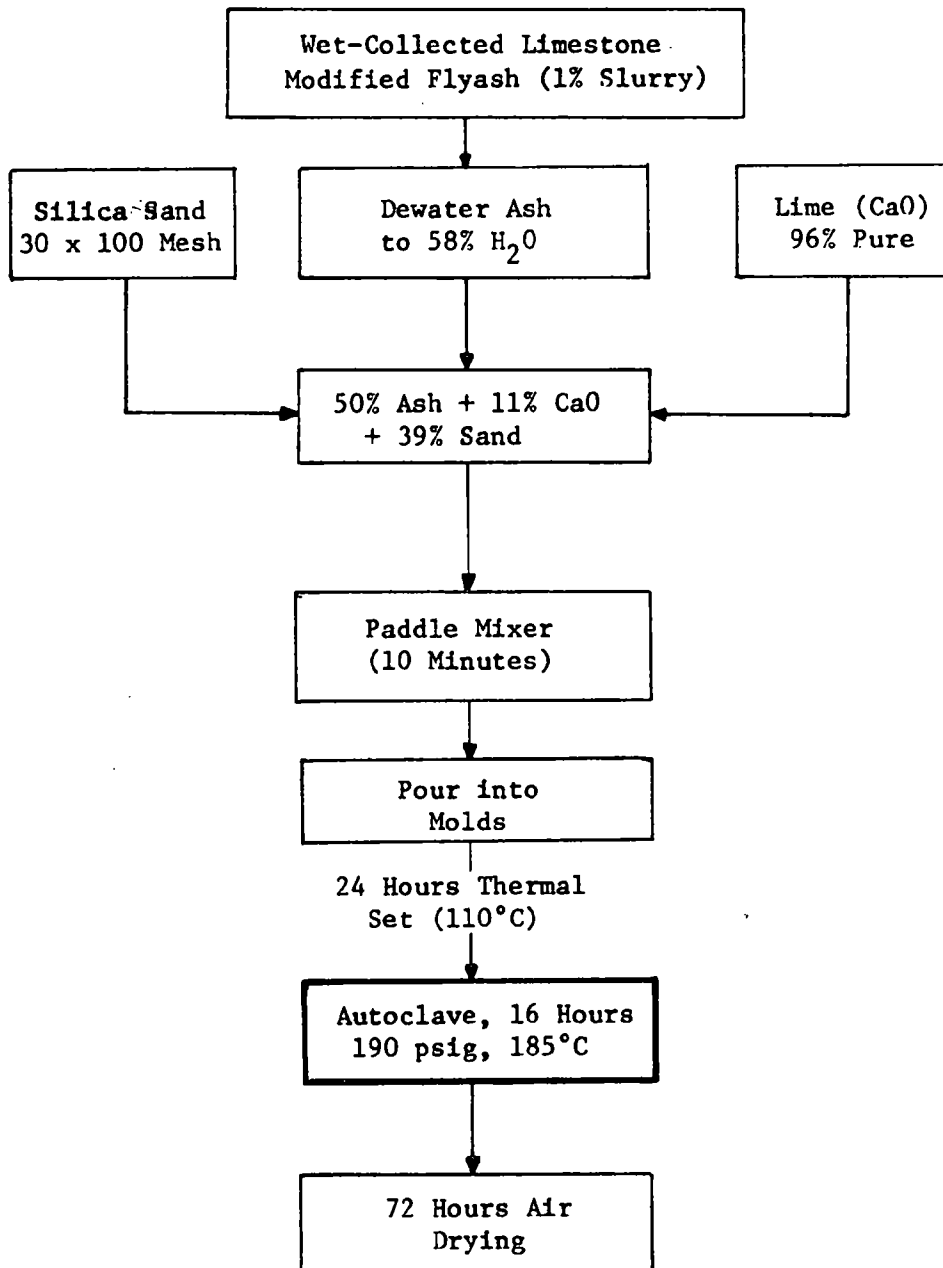 Wet-Collected Limestone
Modified Flyash (1% Slurry)
Silica Sand
30 x 100 Mesh
Dewater Ash
to 58% H2O
Lime (CaO)
96% Pure
50% Ash + 11% CaO
+ 39% Sand
Paddle Mixer
(10 Minutes)
Pour into
Molds
24 Hours Thermal
Set (110°C)
Autoclave, 16 Hours
190 psig, 185°C
72 Hours Air
Drying